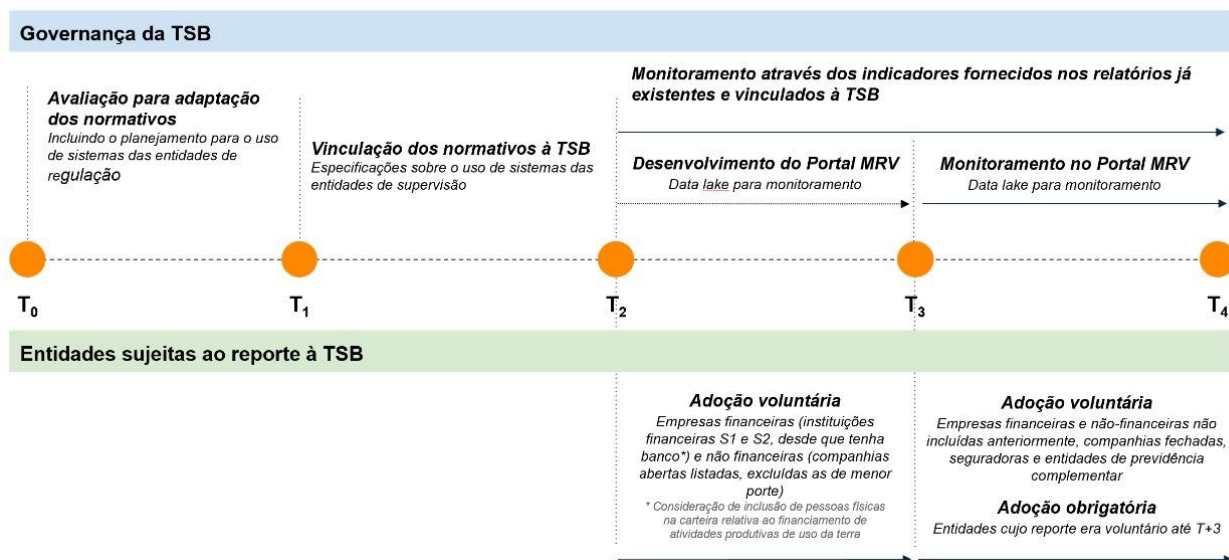 Governança da TSB
Avaliação para adaptação
dos normativos
Incluindo o planejamento para o uso
de sistemas das entidades de
regulação
Vinculação dos normativos à TSB
Especificações sobre o uso de sistemas das
entidades de supervisão
Monitoramento através dos indicadores fornecidos nos relatórios já
existentes e vinculados à TSB
Desenvolvimento do Portal MRV
Data lake para monitoramento
Monitoramento no Portal MRV
Data lake para monitoramento
T0
T1
T2
T3
T4
Entidades sujeitas ao reporte à TSB
Adoção voluntária
Empresas financeiras (instituições
financeiras S1 e S2, desde que tenha
banco*) e não financeiras (companhias
abertas listadas, excluídas as de menor
porte)
* Consideração de inclusão de pessoas físicas
na carteira relativa ao financiamento de
atividades produtivas de uso da terra
Adoção voluntária
Empresas financeiras e não-financeiras não
incluídas anteriormente, companhias fechadas,
seguradoras e entidades de previdência
complementar
Adoção obrigatória
Entidades cujo reporte era voluntário até T+3